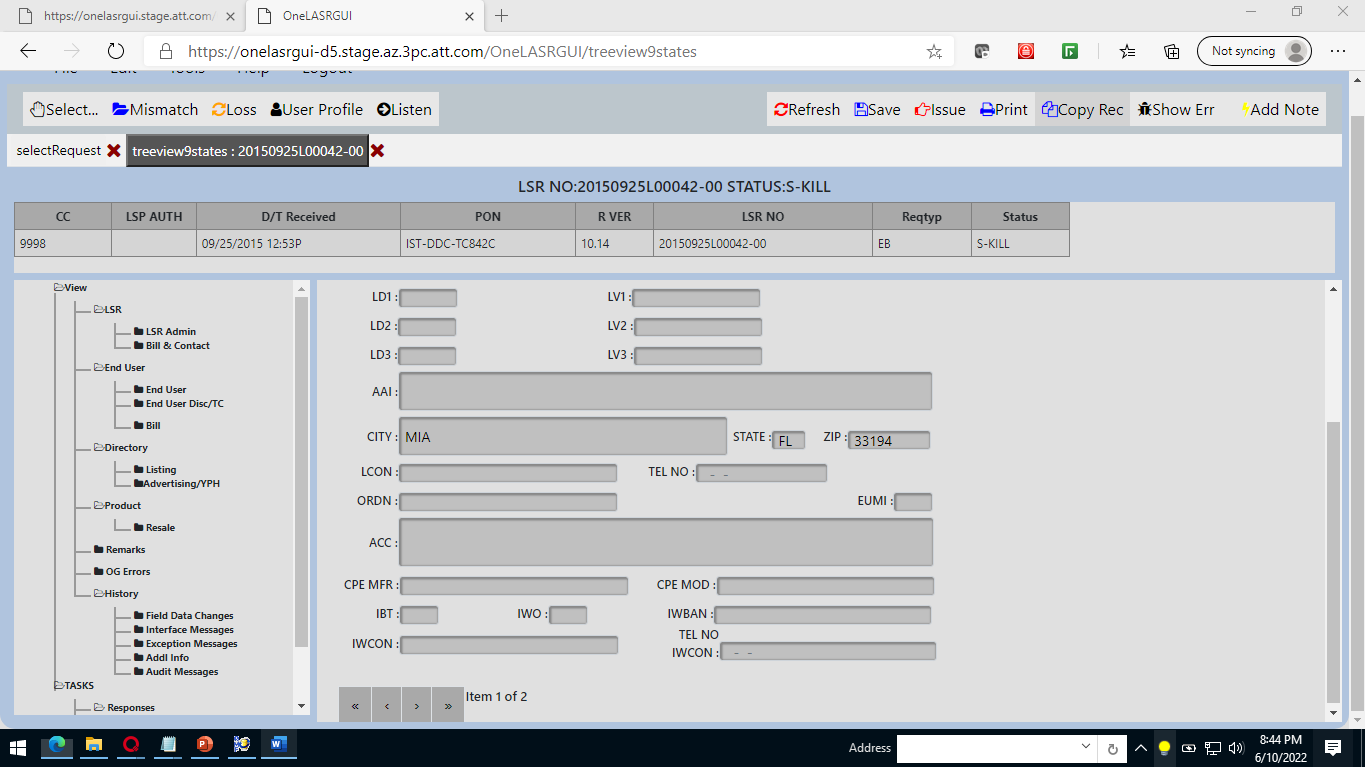 https://onelasrgui.stage.att.com/
OneLASRGUI
https://onelasrgui-d5.stage.az.3pc.att.com/OneLASRGUI/treeview9states
Not syncing
File Edit Tools Help Logout
Select... Mismatch Loss User Profile Listen Refresh Save Issue Print Copy Rec Show Err Add Note
selectRequest treeview9states : 20150925L00042-00
LSR NO:20150925L00042-00 STATUS:S-KILL
CC LSP AUTH D/T Received PON R VER LSR NO Reqtyp Status
9998 09/25/2015 12:53P IST-DDC-TC842C 10.14 20150925L00042-00 EB S-KILL
View
LSR
LSR Admin
Bill & Contact
End User
End User
End User Disc/TC
Bill
Directory
Listing
Advertising/YPH
Product
Resale
Remarks
OG Errors
History
Field Data Changes
Interface Messages
Exception Messages
Addl Info
Audit Messages
TASKS
Responses
LD1 : LV1 :
LD2 : LV2 :
LD3 : LV3 :
AAI :
CITY : MIA STATE : FL ZIP : 33194
LCON : TEL NO : - -
ORDN : EUMI :
ACC :
CPE MFR : CPE MOD :
IBT : IWO : IWBAN :
IWCON : TEL NO
IWCON : - -
« ‹ › » Item 1 of 2
Address
8:44 PM
6/10/2022